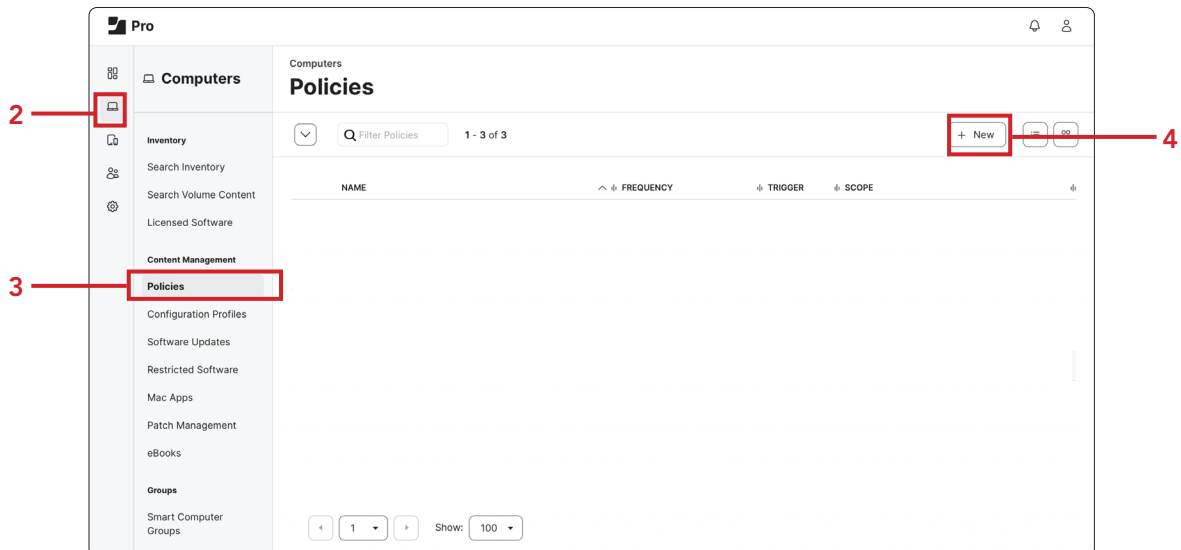 Pro
Computers
Computers
Policies
2
Inventory
Filter Policies
1 - 3 of 3
+ New
4
Search Inventory
Search Volume Content
NAME
FREQUENCY
TRIGGER
SCOPE
Licensed Software
Content Management
3
Policies
Configuration Profiles
Software Updates
Restricted Software
Mac Apps
Patch Management
eBooks
Groups
Smart Computer
Groups
1
Show:
100